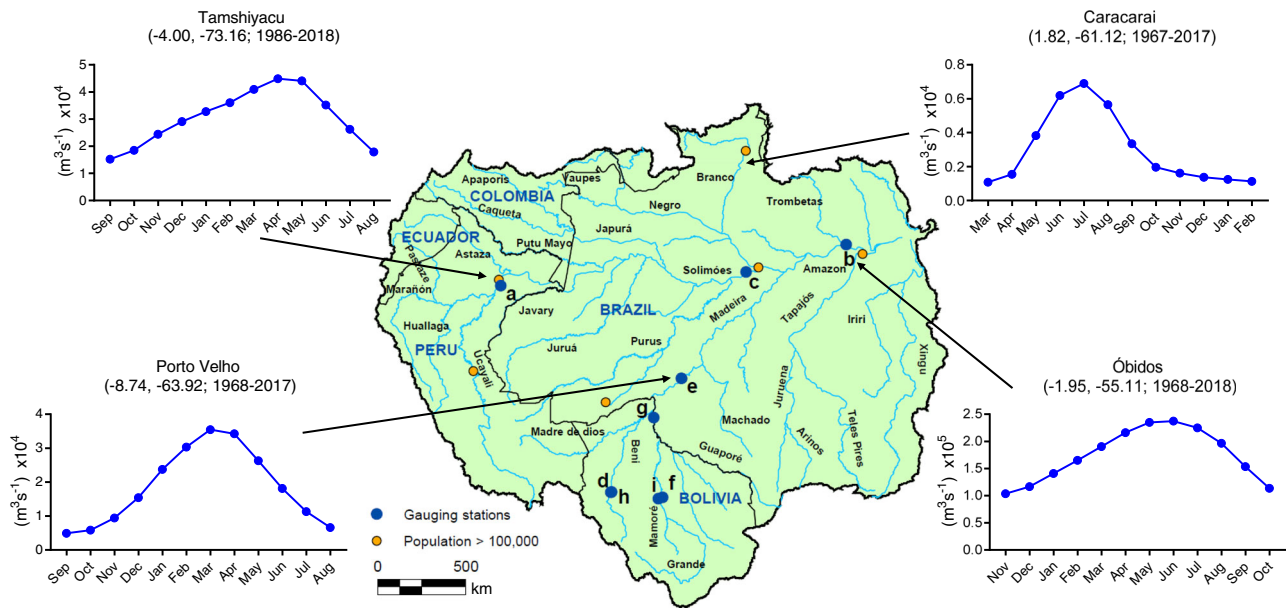 Tamshiyacu
(-4.00, -73.16; 1986-2018)
(m³s⁻¹) x10⁴
5
4
3
2
1
0
Sep
Oct
Nov
Dec
Jan
Feb
Mar
Apr
May
Jun
Jul
Aug
Caracarai
(1.82, -61.12; 1967-2017)
(m³s⁻¹) x10⁴
0.8
0.6
0.4
0.2
0.0
Mar
Apr
May
Jun
Jul
Aug
Sep
Oct
Nov
Dec
Jan
Feb
Apaporis
Vaupes
Branco
COLOMBIA
Caqueta
Negro
Trombetas
ECUADOR
Putu Mayo
Japurá
Pastaze
Astaza
Marañón
a
Solimóes
c
Amazon
b
Javary
BRAZIL
Madeira
Tapajós
Iriri
Huallaga
PERU
Ucayali
Juruá
Purus
Xingu
e
Juruena
g
Madre de dios
Machado
Beni
Guaporé
Arinos
Teles Pires
d
h
i
f
BOLIVIA
Mamoré
Grande
Gauging stations
Population > 100,000
0 500
km
Porto Velho
(-8.74, -63.92; 1968-2017)
(m³s⁻¹) x10⁴
4
3
2
1
0
Sep
Oct
Nov
Dec
Jan
Feb
Mar
Apr
May
Jun
Jul
Aug
Óbidos
(-1.95, -55.11; 1968-2018)
(m³s⁻¹) x10⁵
2.5
2.0
1.5
1.0
0.5
0.0
Nov
Dec
Jan
Feb
Mar
Apr
May
Jun
Jul
Aug
Sep
Oct